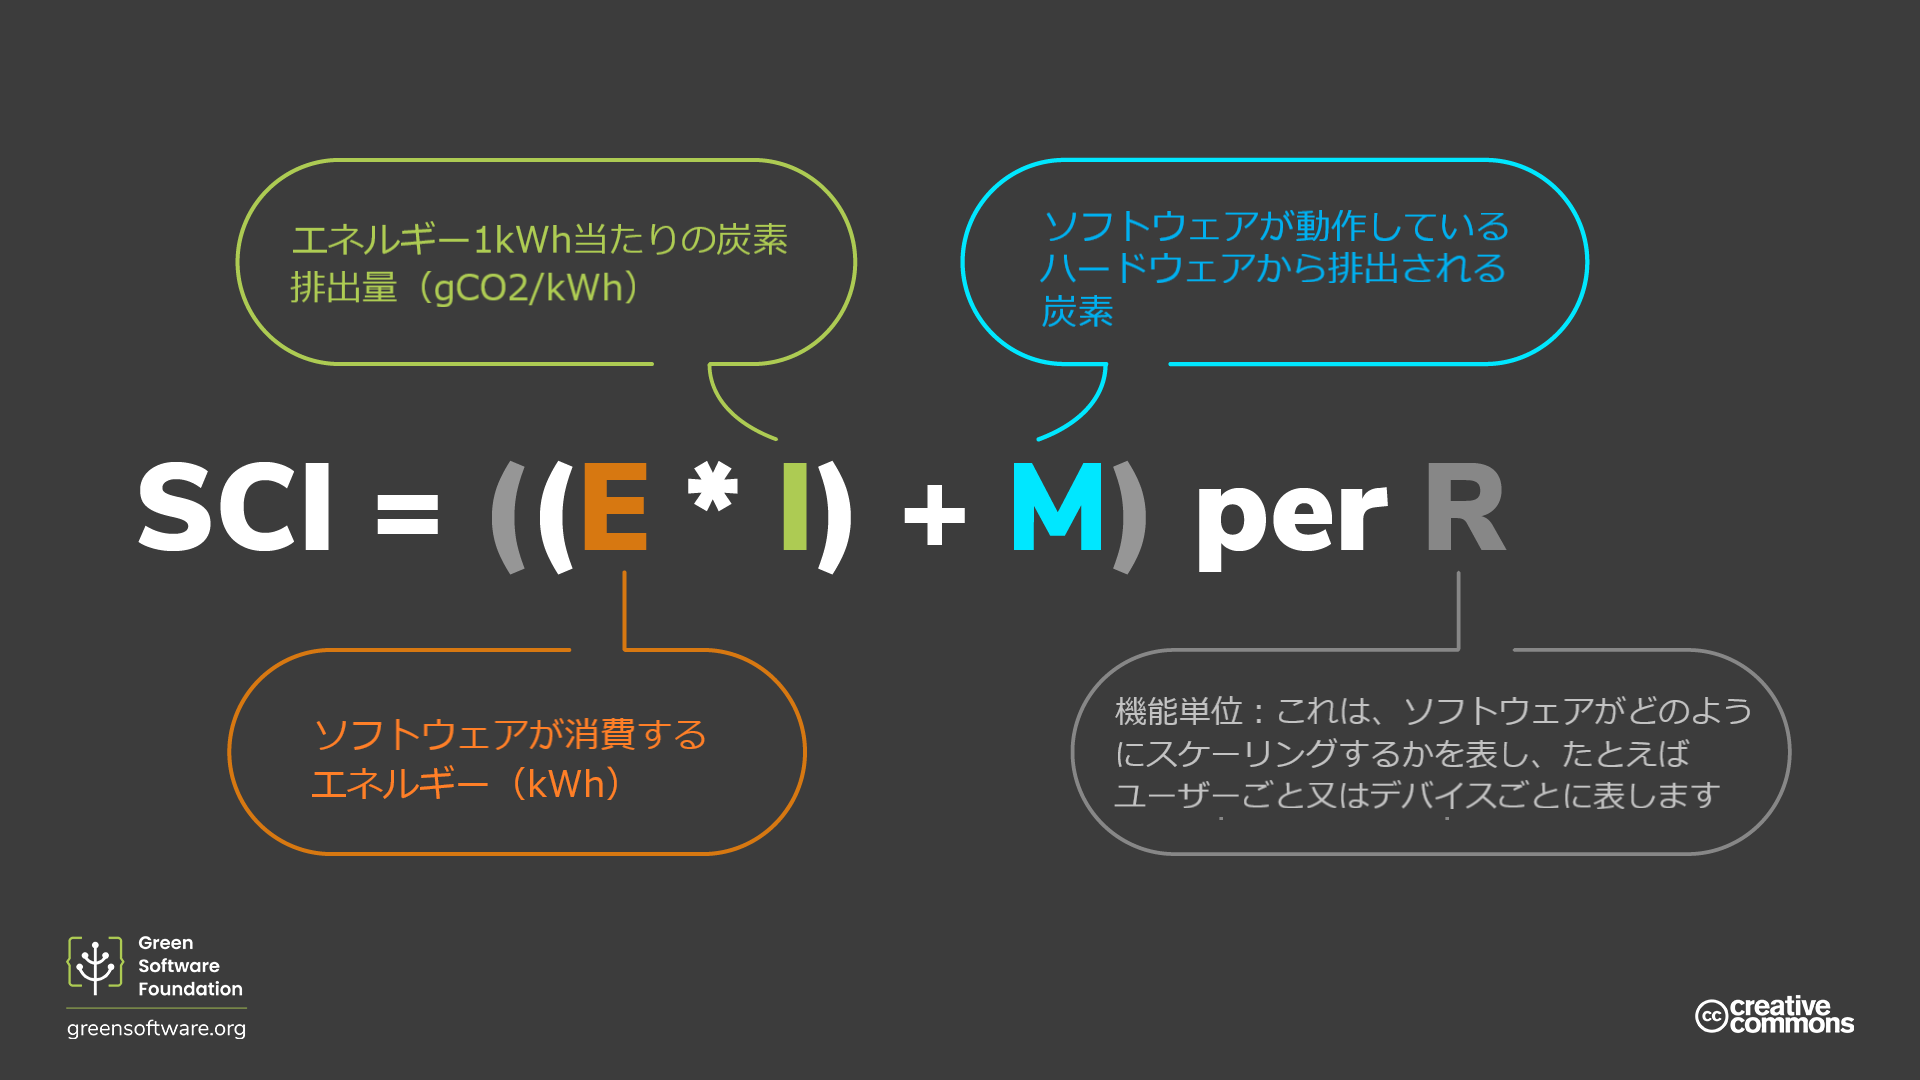 エネルギー1kWh当たりの炭素
排出量（gCO2/kWh）
ソフトウェアが動作している
ハードウェアから排出される
炭素
SCI = ((E * I) + M) per R
ソフトウェアが消費する
エネルギー（kWh）
機能単位：これは、ソフトウェアがどのよう
にスケーリングするかを表し、たとえば
ユーザーごと又はデバイスごとに表します
Green
Software
Foundation
greensoftware.org
cc creative
commons